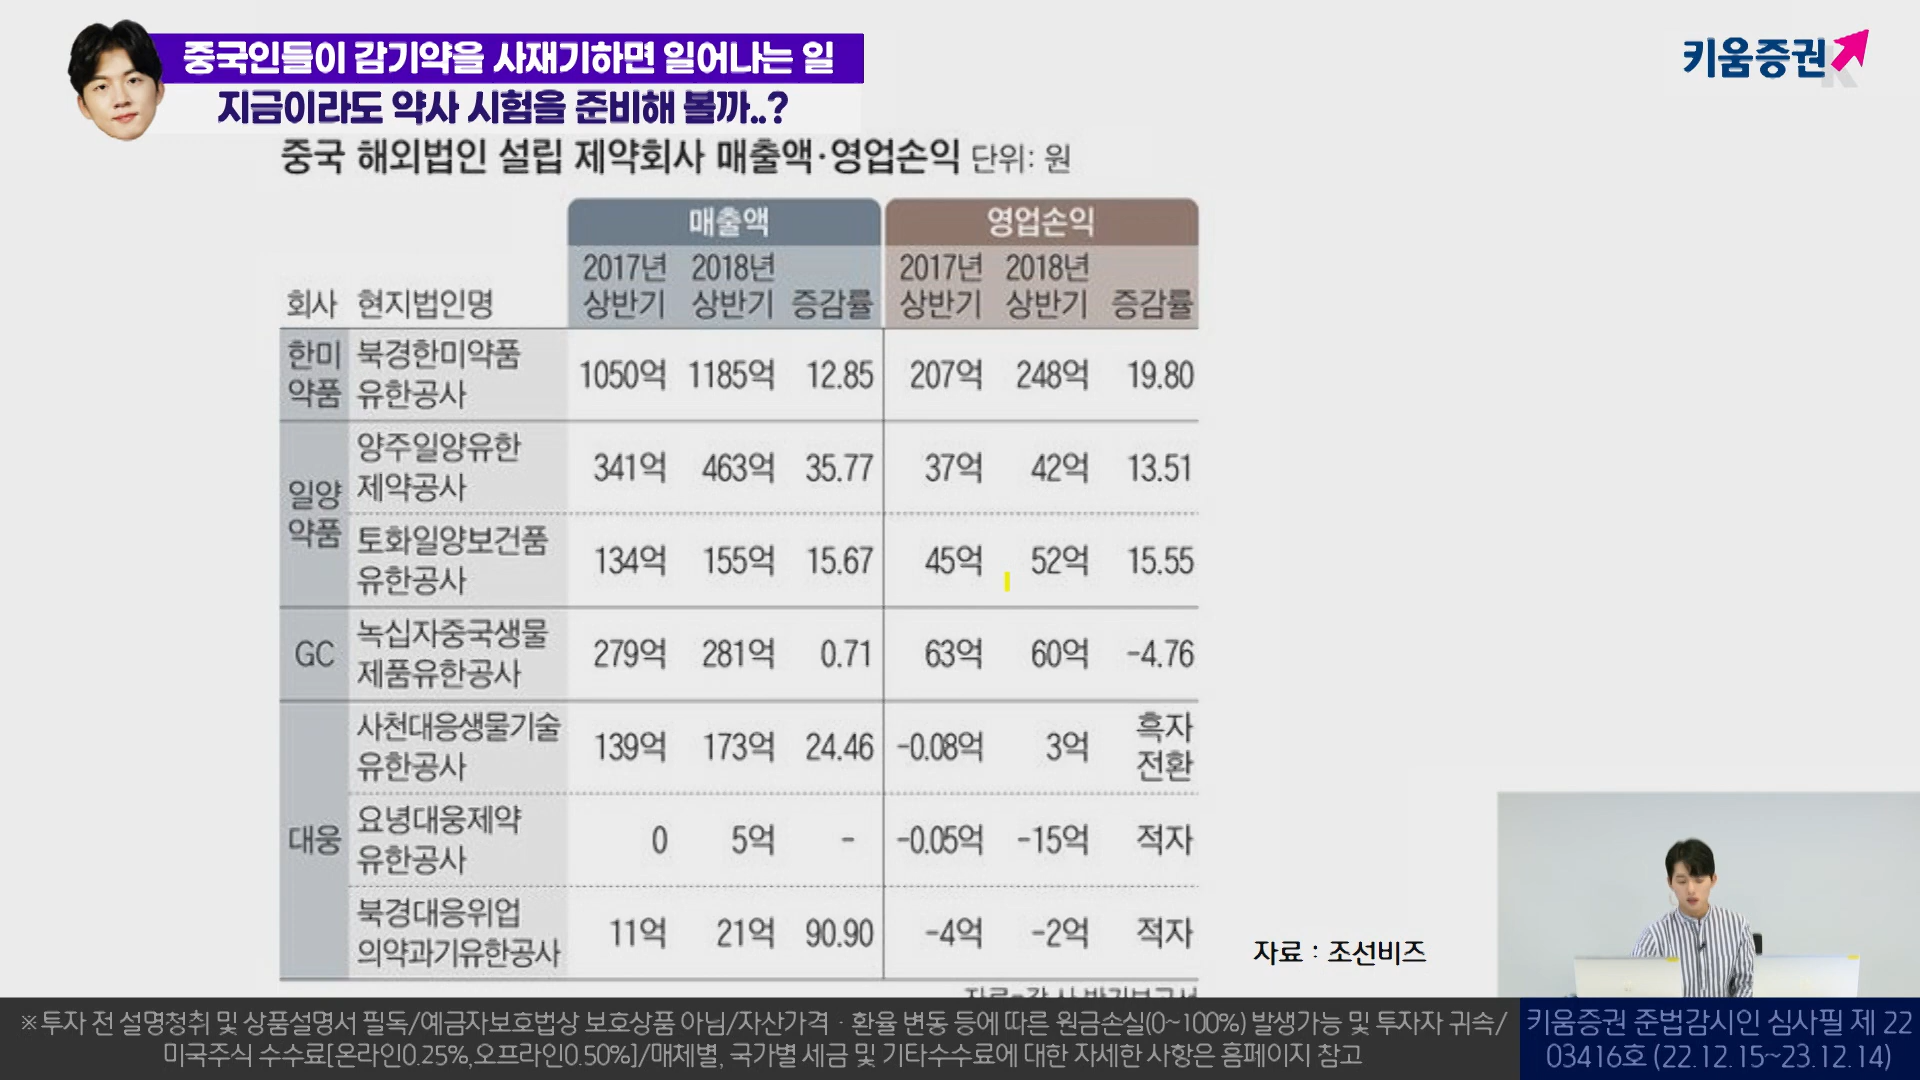 중국인들이 감기약을 사재기하면 일어나는 일
지금이라도 약사 시험을 준비해 볼까..?
키움증권
중국 해외법인 설립 제약회사 매출액·영업손익 단위: 원
매출액 영업손익
회사 현지법인명 2017년 상반기 2018년 상반기 증감률 2017년 상반기 2018년 상반기 증감률
한미약품 북경한미약품유한공사 1050억 1185억 12.85 207억 248억 19.80
일양약품 양주일양유한제약공사 341억 463억 35.77 37억 42억 13.51
토화일양보건품유한공사 134억 155억 15.67 45억 52억 15.55
GC 녹십자중국생물제품유한공사 279억 281억 0.71 63억 60억 -4.76
대웅 사천대응생물기술유한공사 139억 173억 24.46 -0.08억 3억 흑자전환
요녕대웅제약유한공사 0 5억 - -0.05억 -15억 적자
북경대응위업의약과기유한공사 11억 21억 90.90 -4억 -2억 적자
자료 : 조선비즈
자료=각 사 반기보고서
※투자 전 설명청취 및 상품설명서 필독/예금자보호법상 보호상품 아님/자산가격 · 환율 변동 등에 따른 원금손실(0~100%) 발생가능 및 투자자 귀속/
미국주식 수수료[온라인0.25%,오프라인0.50%]/매체별, 국가별 세금 및 기타수수료에 대한 자세한 사항은 홈페이지 참고
키움증권 준법감시인 심사필 제 22
03416호 (22.12.15~23.12.14)